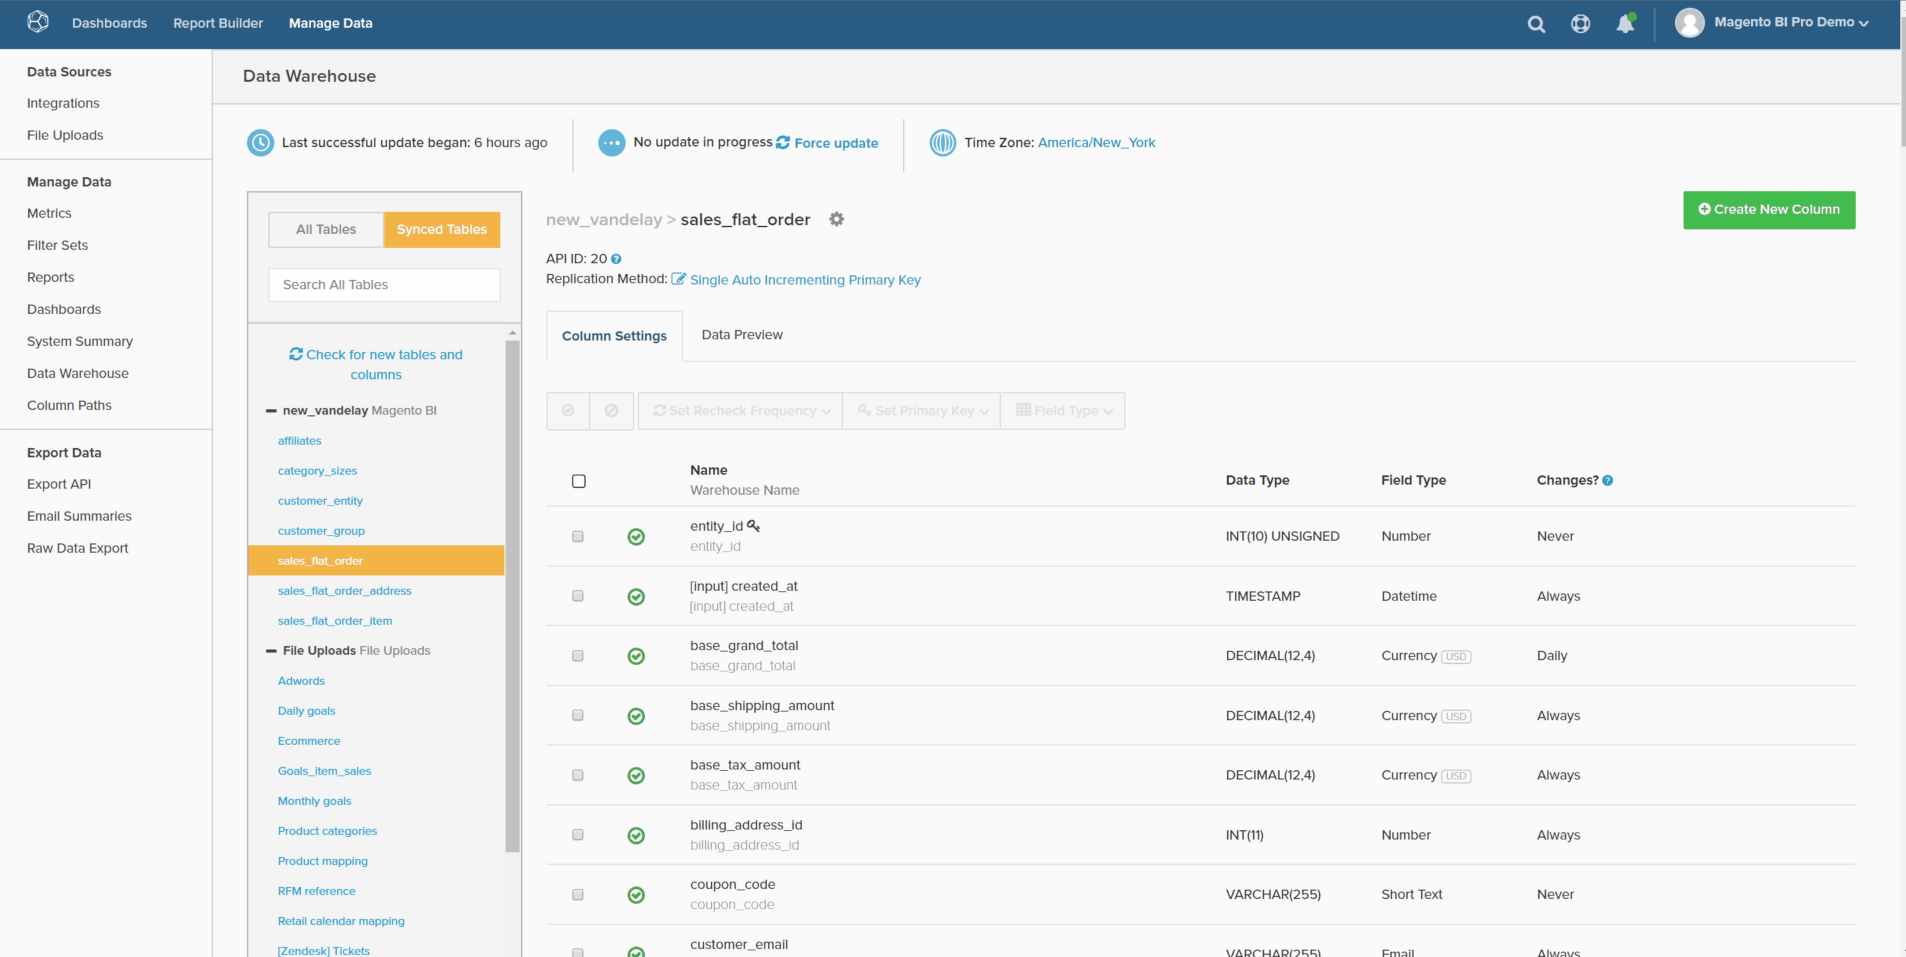 Dashboards Report Builder Manage Data Magento BI Pro Demo
Data Sources
Integrations
File Uploads
Manage Data
Metrics
Filter Sets
Reports
Dashboards
System Summary
Data Warehouse
Column Paths
Export Data
Export API
Email Summaries
Raw Data Export
Data Warehouse
Last successful update began: 6 hours ago
No update in progress Force update
Time Zone: America/New_York
All Tables Synced Tables
Search All Tables
Check for new tables and
columns
new_vandelay Magento BI
affiliates
category_sizes
customer_entity
customer_group
sales_flat_order
sales_flat_order_address
sales_flat_order_item
File Uploads File Uploads
Adwords
Daily goals
Ecommerce
Goals_item_sales
Monthly goals
Product categories
Product mapping
RFM reference
Retail calendar mapping
[Zendesk] Tickets
new_vandelay > sales_flat_order
Create New Column
API ID: 20
Replication Method: Single Auto Incrementing Primary Key
Column Settings Data Preview
Set Recheck Frequency Set Primary Key Field Type
Name
Warehouse Name
Data Type Field Type Changes?
entity_id
entity_id
INT(10) UNSIGNED Number Never
[input] created_at
[input] created_at
TIMESTAMP Datetime Always
base_grand_total
base_grand_total
DECIMAL(12,4) Currency USD Daily
base_shipping_amount
base_shipping_amount
DECIMAL(12,4) Currency USD Always
base_tax_amount
base_tax_amount
DECIMAL(12,4) Currency USD Always
billing_address_id
billing_address_id
INT(11) Number Always
coupon_code
coupon_code
VARCHAR(255) Short Text Never
customer_email
VARCHAR(255) Email Always